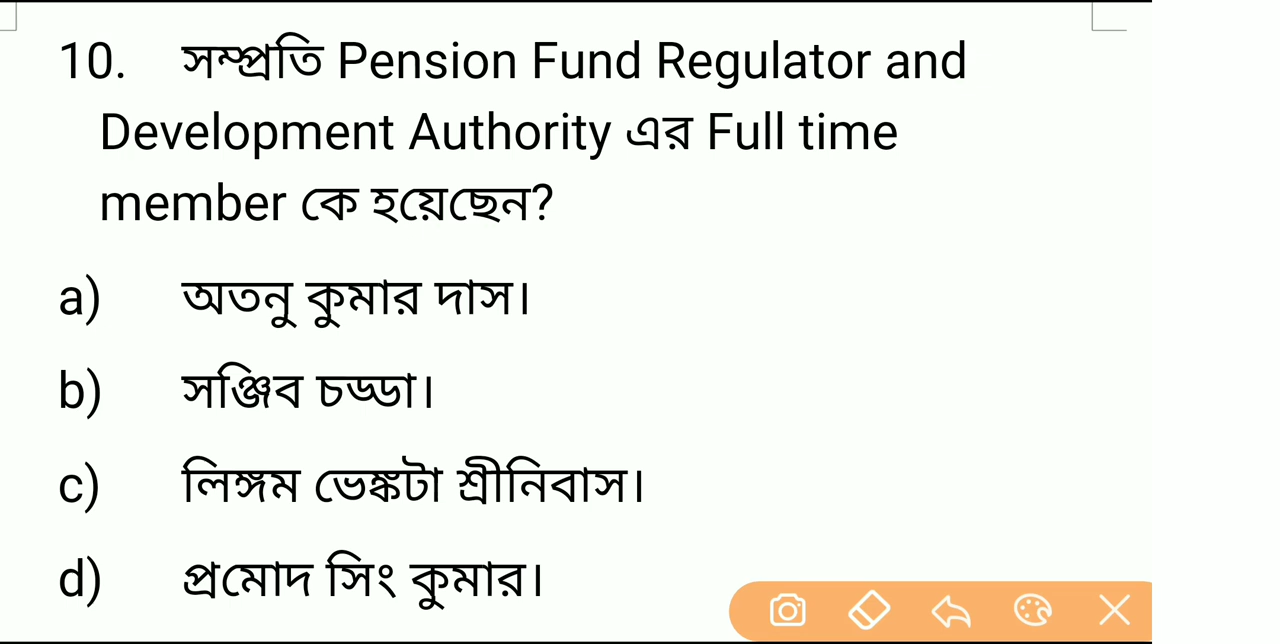 10. সম্প্রতি Pension Fund Regulator and
Development Authority এর Full time
member কে হয়েছেন?
a) অতনু কুমার দাস।
b) সঞ্জিব চড্ডা।
c) লিঙ্গম ভেঙ্কটা শ্রীনিবাস।
d) প্রমোদ সিং কুমার।